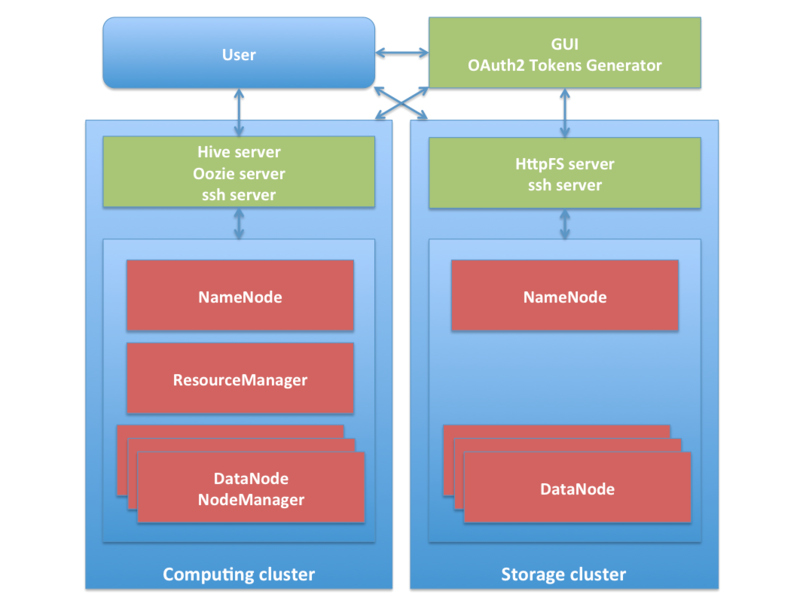 User
GUI
OAuth2 Tokens Generator
Hive server
Oozie server
ssh server
HttpFS server
ssh server
NameNode
NameNode
ResourceManager
DataNode
NodeManager
DataNode
Computing cluster
Storage cluster